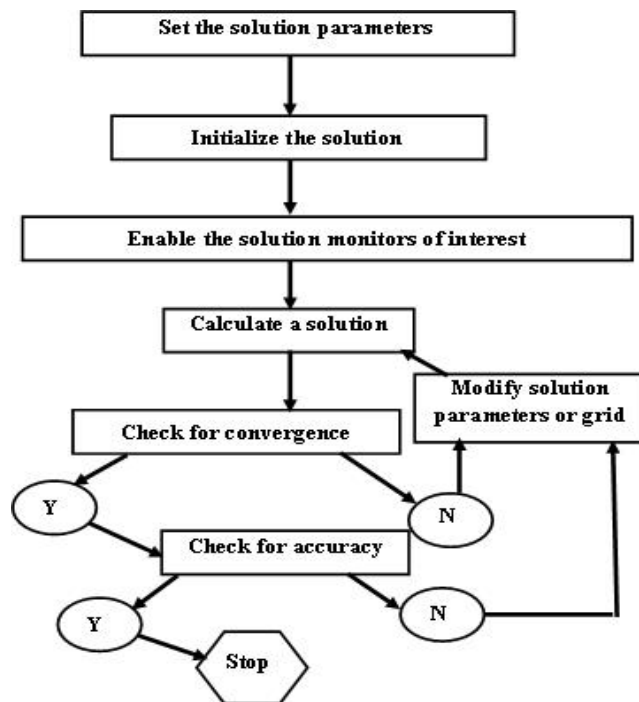 Set the solution parameters
Initialize the solution
Enable the solution monitors of interest
Calculate a solution
Modify solution
parameters or grid
Check for convergence
Y
N
Check for accuracy
Y
N
Stop